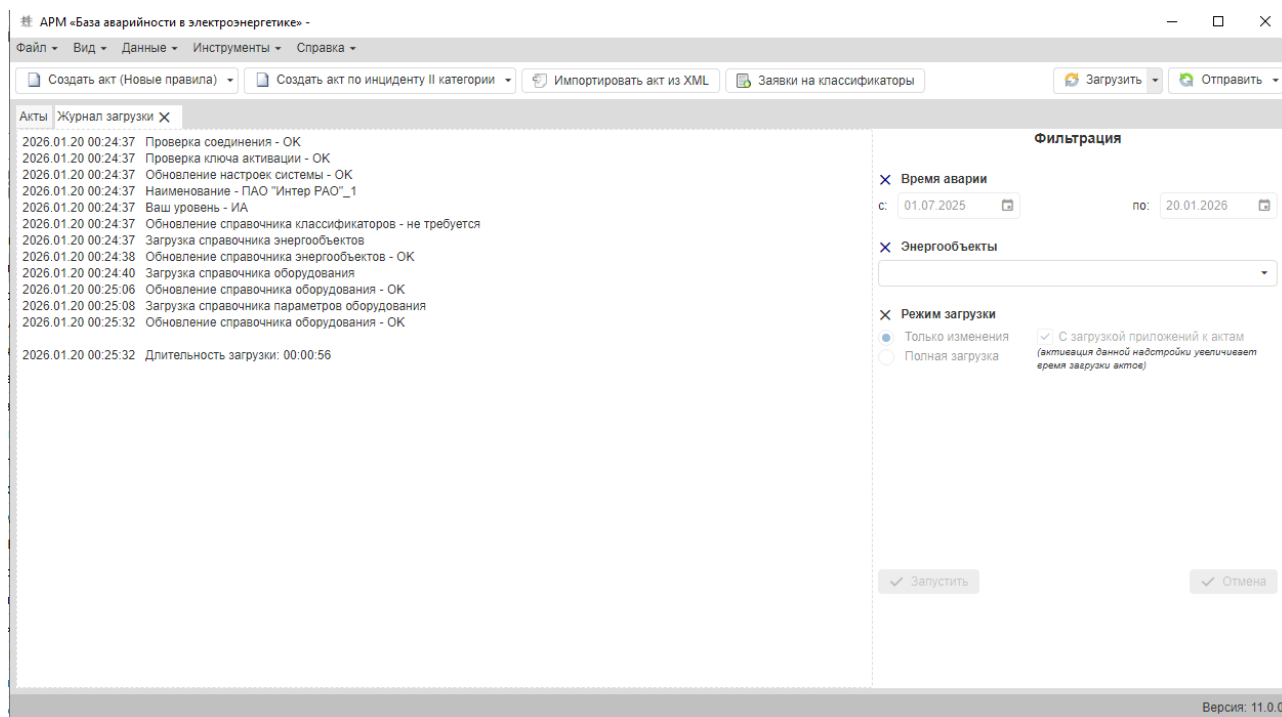 АРМ «База аварийности в электроэнергетике» -
Файл Вид Данные Инструменты Справка
Создать акт (Новые правила) Создать акт по инциденту II категории Импортировать акт из XML Заявки на классификаторы Загрузить Отправить
Акты Журнал загрузки
2026.01.20 00:24:37 Проверка соединения - OK
2026.01.20 00:24:37 Проверка ключа активации - OK
2026.01.20 00:24:37 Обновление настроек системы - OK
2026.01.20 00:24:37 Наименование - ПАО "Интер РАО"_1
2026.01.20 00:24:37 Ваш уровень - ИА
2026.01.20 00:24:37 Обновление справочника классификаторов - не требуется
2026.01.20 00:24:37 Загрузка справочника энергообъектов
2026.01.20 00:24:38 Обновление справочника энергообъектов - OK
2026.01.20 00:24:40 Загрузка справочника оборудования
2026.01.20 00:25:06 Обновление справочника оборудования - OK
2026.01.20 00:25:08 Загрузка справочника параметров оборудования
2026.01.20 00:25:32 Обновление справочника оборудования - OK
2026.01.20 00:25:32 Длительность загрузки: 00:00:56
Фильтрация
Время аварии
с: 01.07.2025 по: 20.01.2026
Энергообъекты
Режим загрузки
Только изменения
Полная загрузка
С загрузкой приложений к актам
(активация данной надстройки увеличивает
время загрузки актов)
Запустить Отмена
Версия: 11.0.0